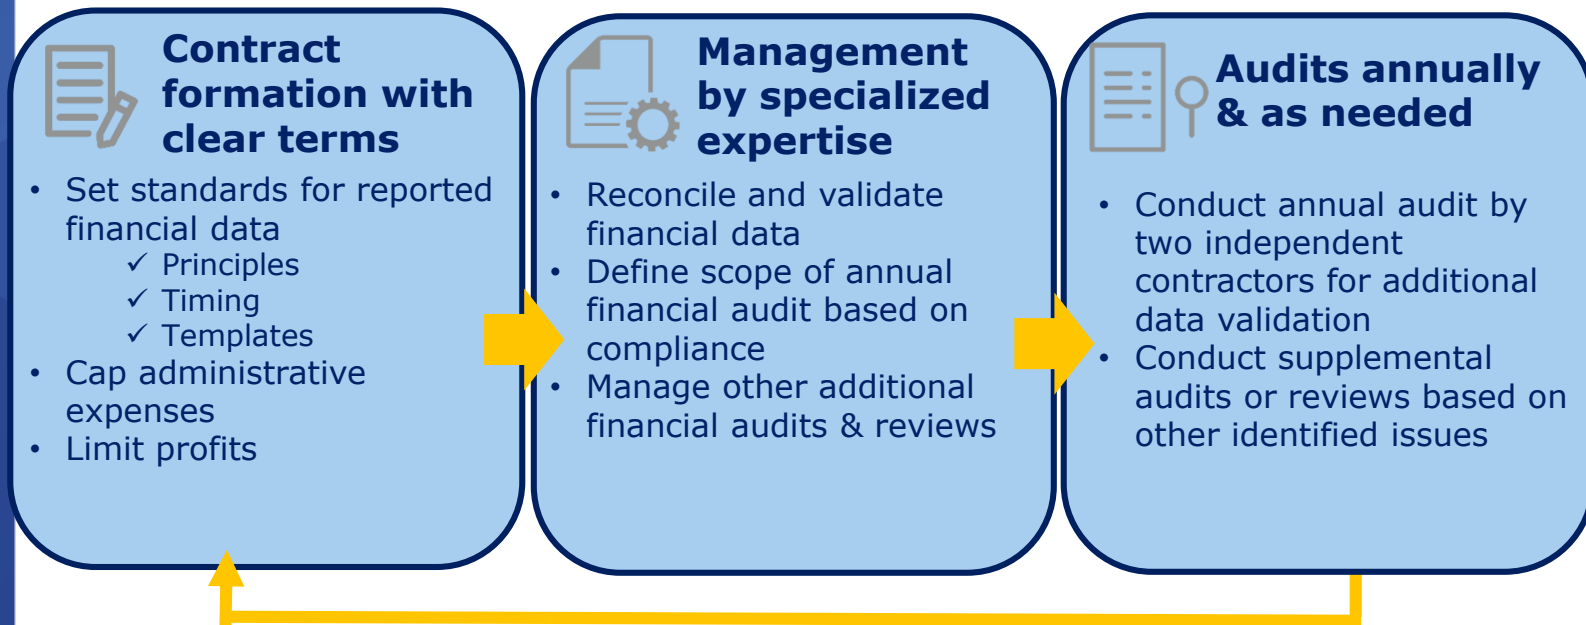 Contract
formation with
clear terms
• Set standards for reported
financial data
✓ Principles
✓ Timing
✓ Templates
• Cap administrative
expenses
• Limit profits
Management
by specialized
expertise
• Reconcile and validate
financial data
• Define scope of annual
financial audit based on
compliance
• Manage other additional
financial audits & reviews
Audits annually
& as needed
• Conduct annual audit by
two independent
contractors for additional
data validation
• Conduct supplemental
audits or reviews based on
other identified issues